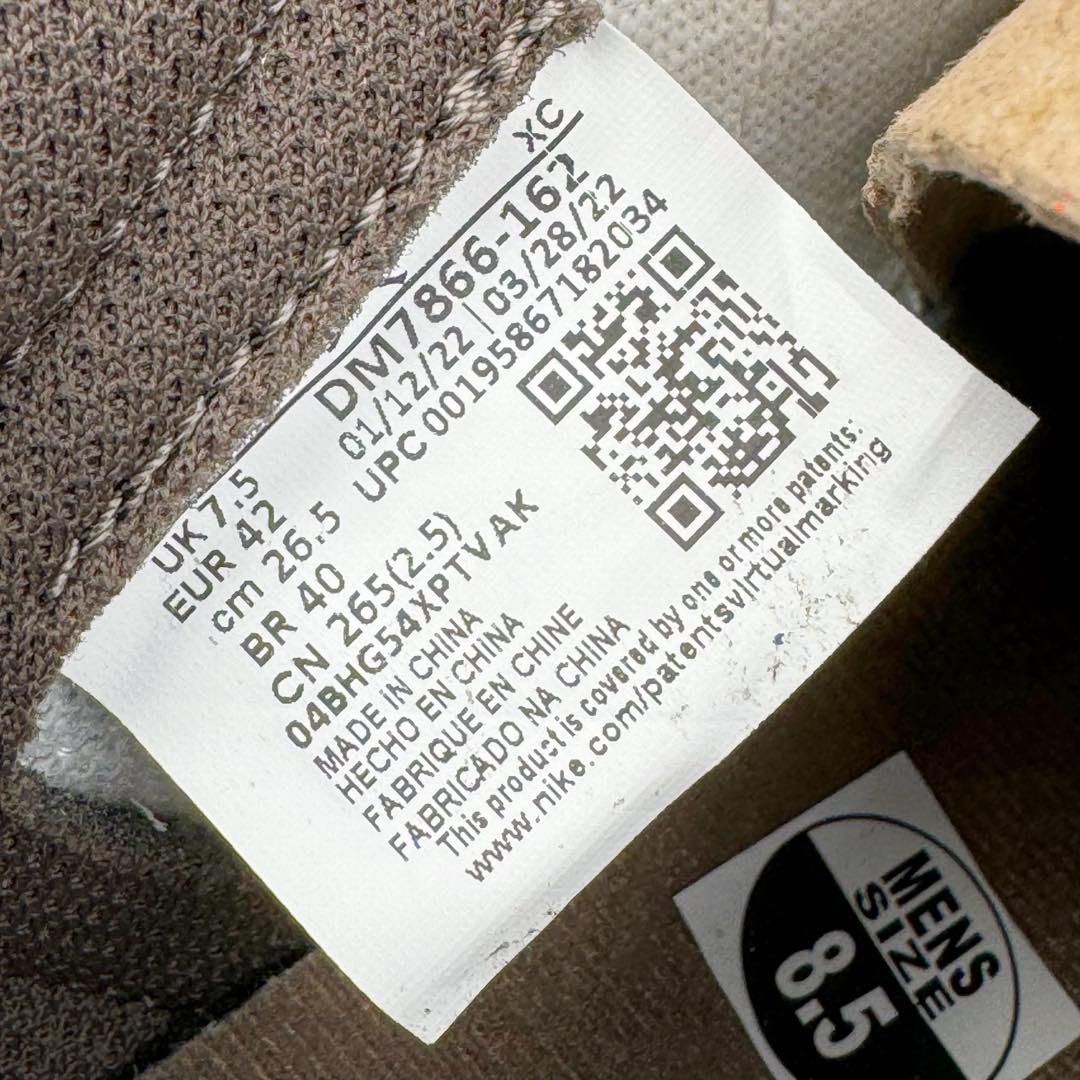 XC
DM7866-162
01/12/22 | 03/28/22
UPC 00195867182034
UK 7.5
EUR 42
cm 26.5
BR 40
CN 265(2.5)
04BHG54XPTVAK
MADE IN CHINA
HECHO EN CHINA
FABRIQUE EN CHINE
FABRICADO NA CHINA
This product is covered by one or more patents:
www.nike.com/patentsvirtualmarking
MENS
SIZE
8.5